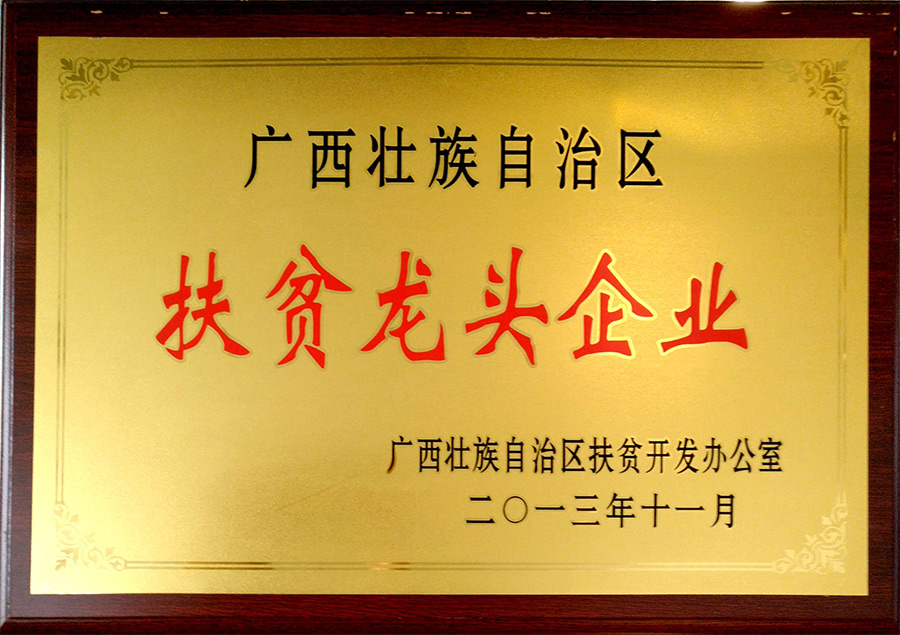 广西壮族自治区
扶贫龙头企业
广西壮族自治区扶贫开发办公室
二〇一三年十一月